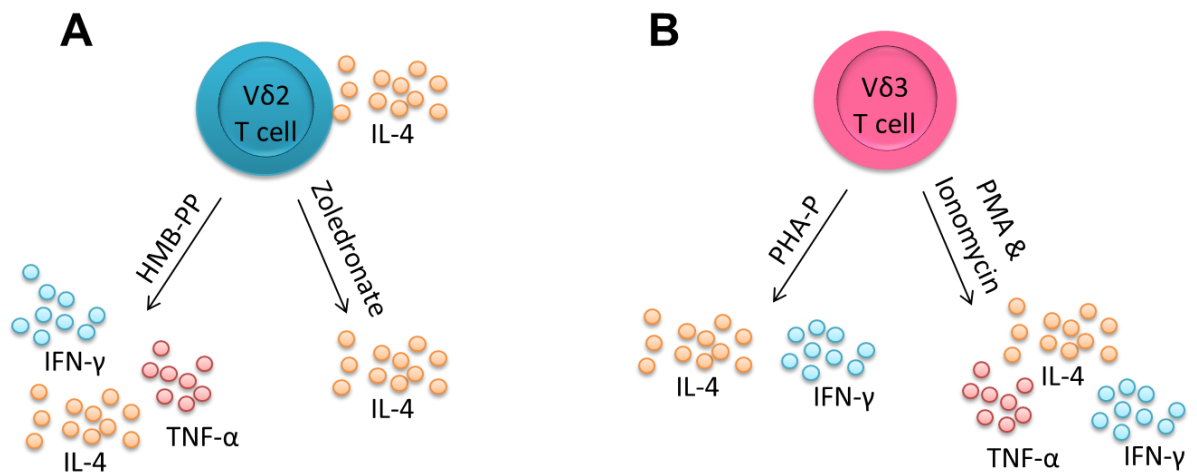 A
Vδ2
T cell
IL-4
HMB-PP
Zoledronate
IFN-γ
TNF-α
IL-4
IL-4
B
Vδ3
T cell
PHA-P
PMA &
Ionomycin
IL-4
IFN-γ
IL-4
TNF-α
IFN-γ